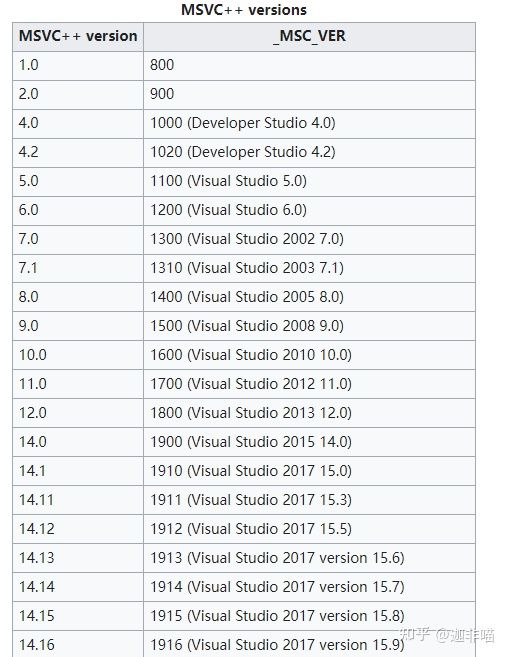 MSVC++ versions
MSVC++ version _MSC_VER
1.0 800
2.0 900
4.0 1000 (Developer Studio 4.0)
4.2 1020 (Developer Studio 4.2)
5.0 1100 (Visual Studio 5.0)
6.0 1200 (Visual Studio 6.0)
7.0 1300 (Visual Studio 2002 7.0)
7.1 1310 (Visual Studio 2003 7.1)
8.0 1400 (Visual Studio 2005 8.0)
9.0 1500 (Visual Studio 2008 9.0)
10.0 1600 (Visual Studio 2010 10.0)
11.0 1700 (Visual Studio 2012 11.0)
12.0 1800 (Visual Studio 2013 12.0)
14.0 1900 (Visual Studio 2015 14.0)
14.1 1910 (Visual Studio 2017 15.0)
14.11 1911 (Visual Studio 2017 15.3)
14.12 1912 (Visual Studio 2017 15.5)
14.13 1913 (Visual Studio 2017 version 15.6)
14.14 1914 (Visual Studio 2017 version 15.7)
14.15 1915 (Visual Studio 2017 version 15.8)
14.16 1916 (Visual Studio 2017 version 15.9)
知乎 @迦非喵